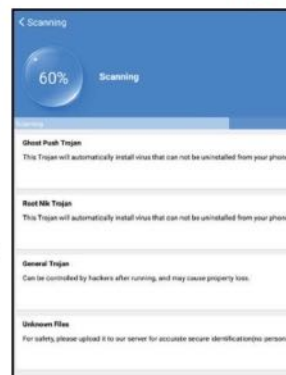 Scanning
60%
Scanning
Scanning
Ghost Push Trojan
This Trojan will automatically install virus that can not be uninstalled from your phone
Root Nik Trojan
This Trojan will automatically install virus that can not be uninstalled from your phone
General Trojan
Can be controlled by hackers after running, and may cause property loss.
Unknown Files
For safety, please upload it to our server for accurate secure identification(no person